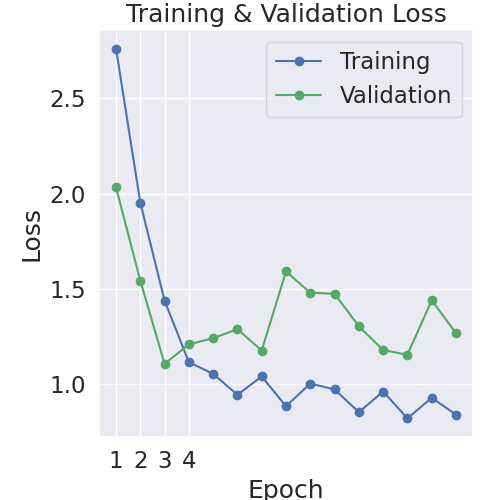 Training & Validation Loss
Training
Validation
2.5
2.0
1.5
1.0
Loss
1 2 3 4
Epoch